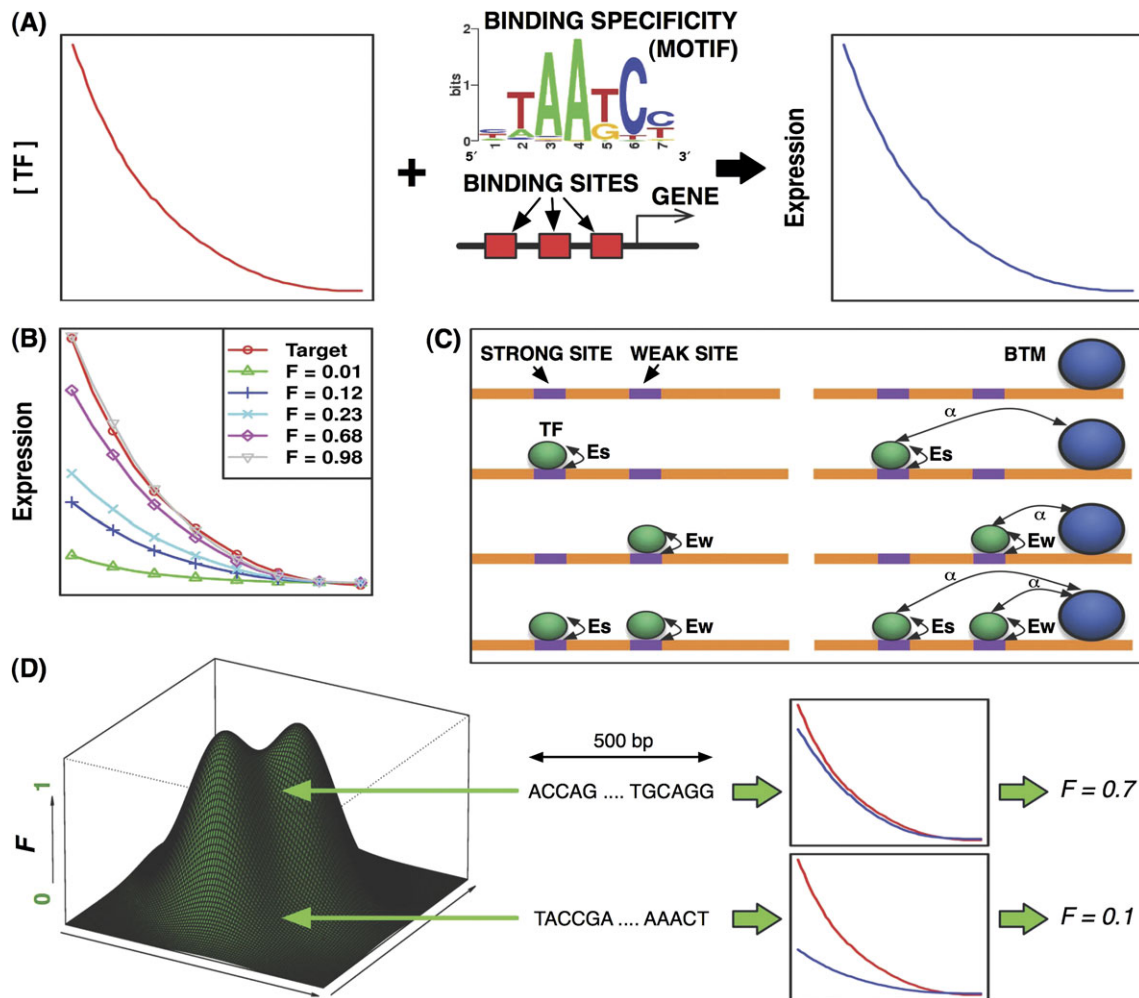 (A)
[ TF ]
BINDING SPECIFICITY
(MOTIF)
2
1
0
bits
C T A A T C C
T A G T
5′ 1 2 3 4 5 6 7 3′
BINDING SITES
GENE
Expression
(B)
Expression
Target
F = 0.01
F = 0.12
F = 0.23
F = 0.68
F = 0.98
(C)
STRONG SITE
WEAK SITE
BTM
TF
Es
α
Es
Ew
α
Ew
Es
Ew
α
α
Es
Ew
(D)
F
1
0
500 bp
ACCAG .... TGCAGG
F = 0.7
TACCGA .... AAACT
F = 0.1